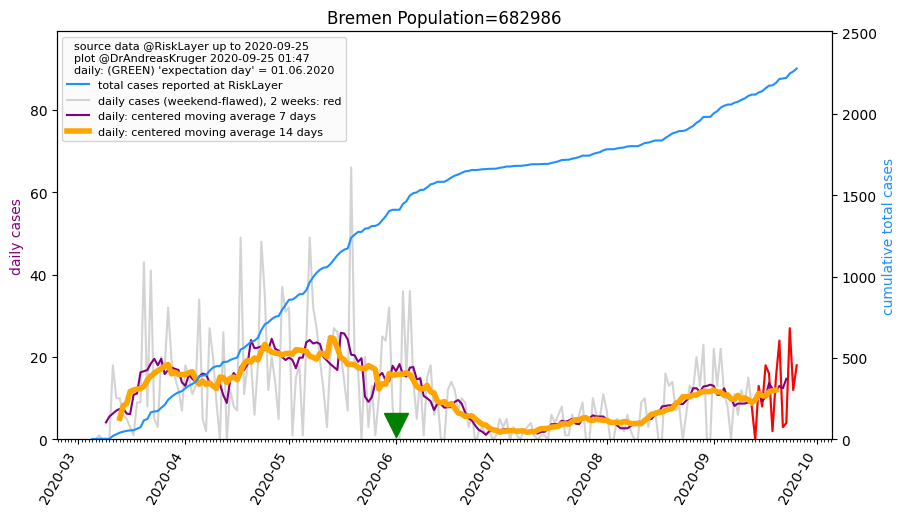 Bremen Population=682986
source data @RiskLayer up to 2020-09-25
plot @DrAndreasKruger 2020-09-25 01:47
daily: (GREEN) 'expectation day' = 01.06.2020
total cases reported at RiskLayer
daily cases (weekend-flawed), 2 weeks: red
daily: centered moving average 7 days
daily: centered moving average 14 days
daily cases
80
60
40
20
0
cumulative total cases
2500
2000
1500
1000
500
0
2020-03
2020-04
2020-05
2020-06
2020-07
2020-08
2020-09
2020-10